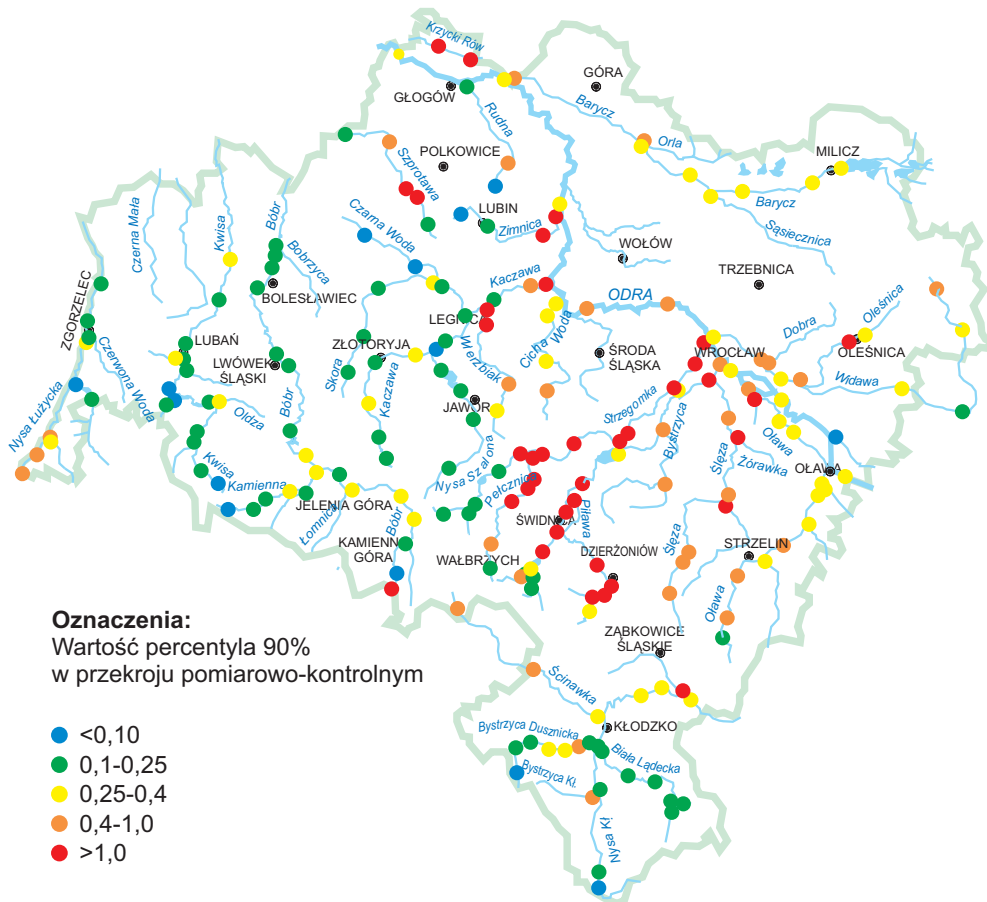 Krzycki Rów
GÓRA
GŁOGÓW
Rudna
Barycz
Orla
MILICZ
POLKOWICE
Szprotawa
Barycz
LUBIN
Zimnica
Sąsiecznica
Czarna Woda
WOŁÓW
TRZEBNICA
Czerna Mała
Kwisa
Bóbr
Bobrzyca
BOLESŁAWIEC
Kaczawa
ODRA
Oleśnica
ZGORZELEC
LEGNICA
Cicha Woda
Dobra
LUBAŃ
ZŁOTORYJA
Wierzbiak
ŚRODA
ŚLĄSKA
WROCŁAW
OLEŚNICA
LWÓWEK
ŚLĄSKI
Czerwona Woda
Skora
Kaczawa
Widawa
JAWOR
Nysa Łużycka
Oldza
Bóbr
Strzegomka
Bystrzyca
Ślęza
Oława
Żórawka
OŁAWA
Kwisa
Kamienna
Nysa Szalona
Pełcznica
JELENIA GÓRA
Łomnica
Bóbr
ŚWIDNICA
Piława
KAMIENNA
GÓRA
WAŁBRZYCH
DZIERŻONIÓW
Ślęza
STRZELIN
Oława
Oznaczenia:
Wartość percentyla 90%
w przekroju pomiarowo-kontrolnym
ZĄBKOWICE
ŚLĄSKIE
Ścinawka
<0,10
0,1-0,25
0,25-0,4
0,4-1,0
>1,0
KŁODZKO
Bystrzyca Dusznicka
Biała Lądecka
Bystrzyca Kł.
Nysa Kł